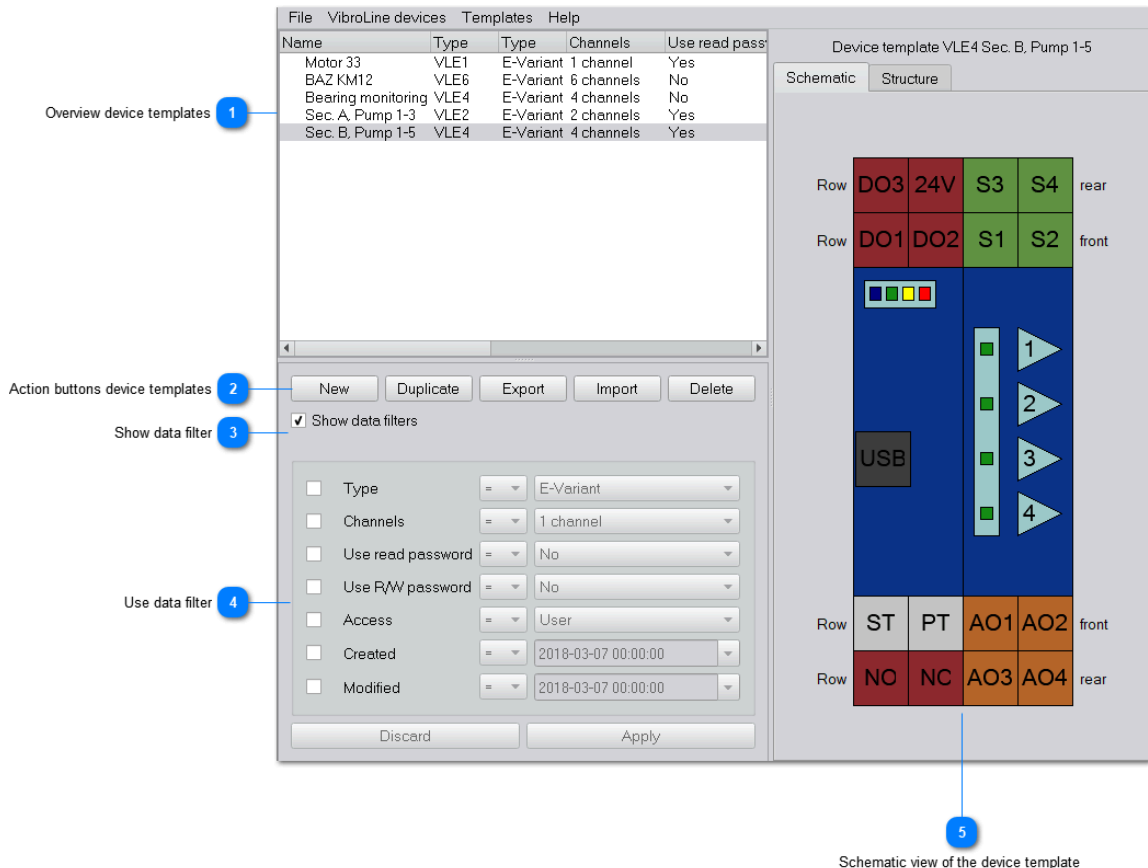 File VibroLine devices Templates Help
Name Type Type Channels Use read pass
Motor 33 VLE1 E-Variant 1 channel Yes
BAZ KM12 VLE6 E-Variant 6 channels No
Bearing monitoring VLE4 E-Variant 4 channels No
Sec. A, Pump 1-3 VLE2 E-Variant 2 channels Yes
Sec. B, Pump 1-5 VLE4 E-Variant 4 channels Yes
Overview device templates 1
New Duplicate Export Import Delete
Action buttons device templates 2
Show data filters
Show data filter 3
Type = E-Variant
Channels = 1 channel
Use read password = No
Use R/W password = No
Access = User
Created = 2018-03-07 00:00:00
Modified = 2018-03-07 00:00:00
Use data filter 4
Discard Apply
Device template VLE4 Sec. B, Pump 1-5
Schematic Structure
Row DO3 24V S3 S4 rear
Row DO1 DO2 S1 S2 front
1
2
USB 3
4
Row ST PT AO1 AO2 front
Row NO NC AO3 AO4 rear
5
Schematic view of the device template